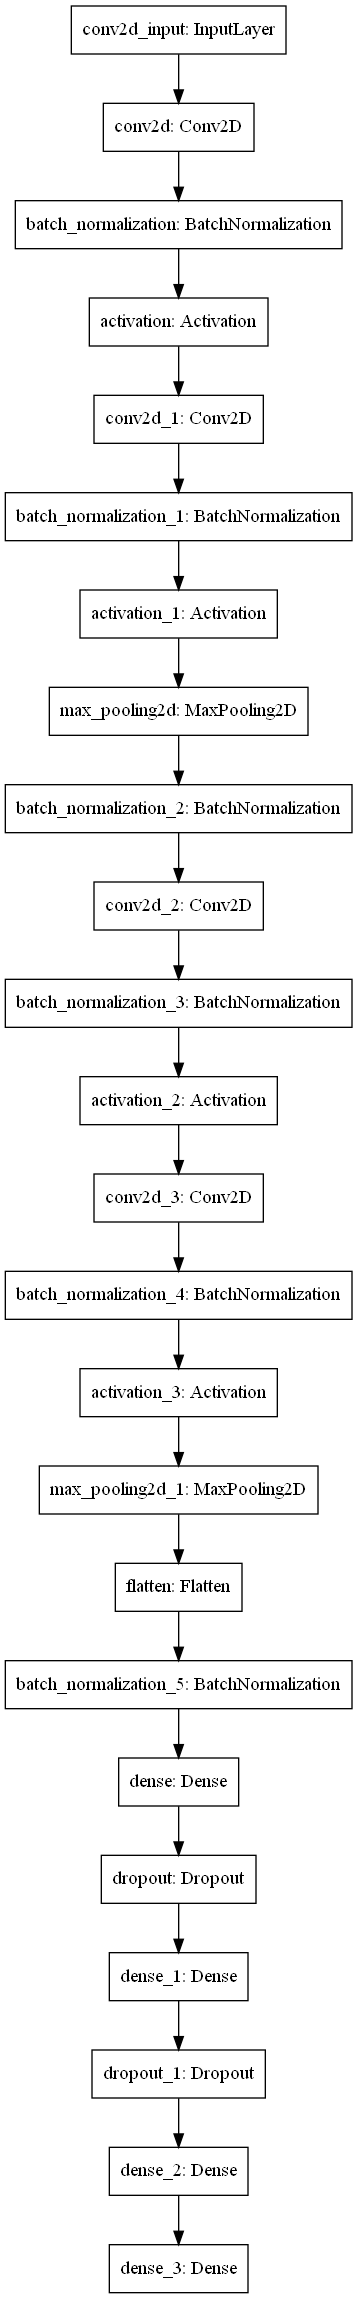 conv2d_input: InputLayer
conv2d: Conv2D
batch_normalization: BatchNormalization
activation: Activation
conv2d_1: Conv2D
batch_normalization_1: BatchNormalization
activation_1: Activation
max_pooling2d: MaxPooling2D
batch_normalization_2: BatchNormalization
conv2d_2: Conv2D
batch_normalization_3: BatchNormalization
activation_2: Activation
conv2d_3: Conv2D
batch_normalization_4: BatchNormalization
activation_3: Activation
max_pooling2d_1: MaxPooling2D
flatten: Flatten
batch_normalization_5: BatchNormalization
dense: Dense
dropout: Dropout
dense_1: Dense
dropout_1: Dropout
dense_2: Dense
dense_3: Dense